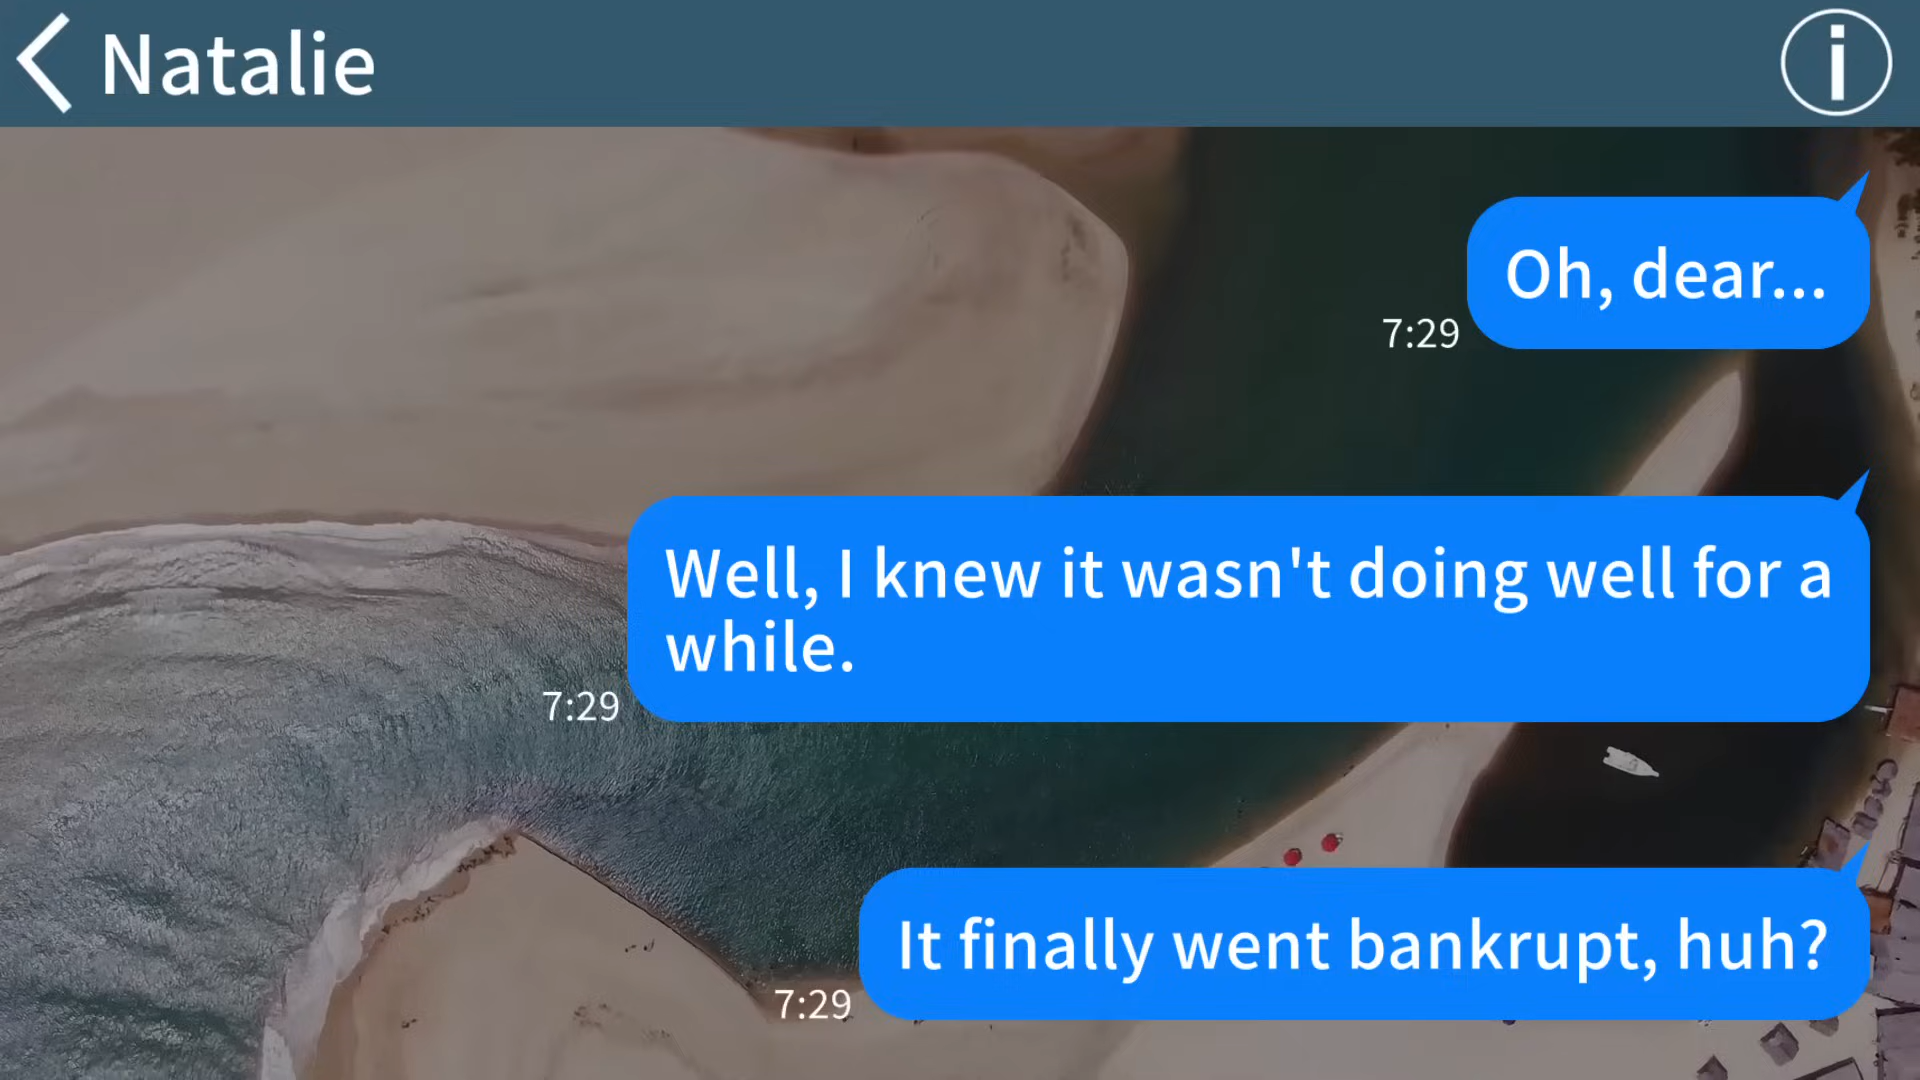 Natalie
Oh, dear...
7:29
Well, I knew it wasn't doing well for a
while.
7:29
It finally went bankrupt, huh?
7:29